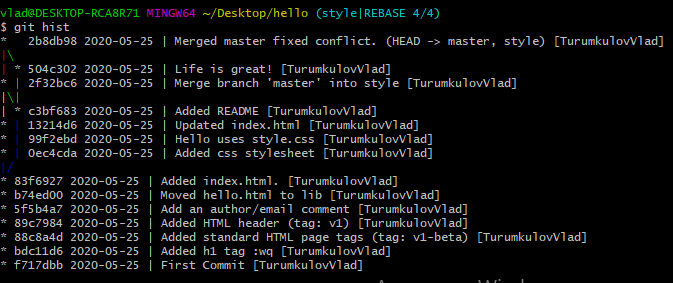 vlad@DESKTOP-RCA8R71 MINGW64 ~/Desktop/hello (style|REBASE 4/4)
$ git hist
*   2b8db98 2020-05-25 | Merged master fixed conflict. (HEAD -> master, style) [TurumkulovVlad]
|\
| * 504c302 2020-05-25 | Life is great! [TurumkulovVlad]
* | 2f32bc6 2020-05-25 | Merge branch 'master' into style [TurumkulovVlad]
|\|
| * c3bf683 2020-05-25 | Added README [TurumkulovVlad]
* | 13214d6 2020-05-25 | Updated index.html [TurumkulovVlad]
* | 99f2ebd 2020-05-25 | Hello uses style.css [TurumkulovVlad]
* | 0ec4cda 2020-05-25 | Added css stylesheet [TurumkulovVlad]
|/
* 83f6927 2020-05-25 | Added index.html. [TurumkulovVlad]
* b74ed00 2020-05-25 | Moved hello.html to lib [TurumkulovVlad]
* 5f5b4a7 2020-05-25 | Add an author/email comment [TurumkulovVlad]
* 89c7984 2020-05-25 | Added HTML header (tag: v1) [TurumkulovVlad]
* 88c8a4d 2020-05-25 | Added standard HTML page tags (tag: v1-beta) [TurumkulovVlad]
* bdc11d6 2020-05-25 | Added h1 tag :wq [TurumkulovVlad]
* f717dbb 2020-05-25 | First Commit [TurumkulovVlad]